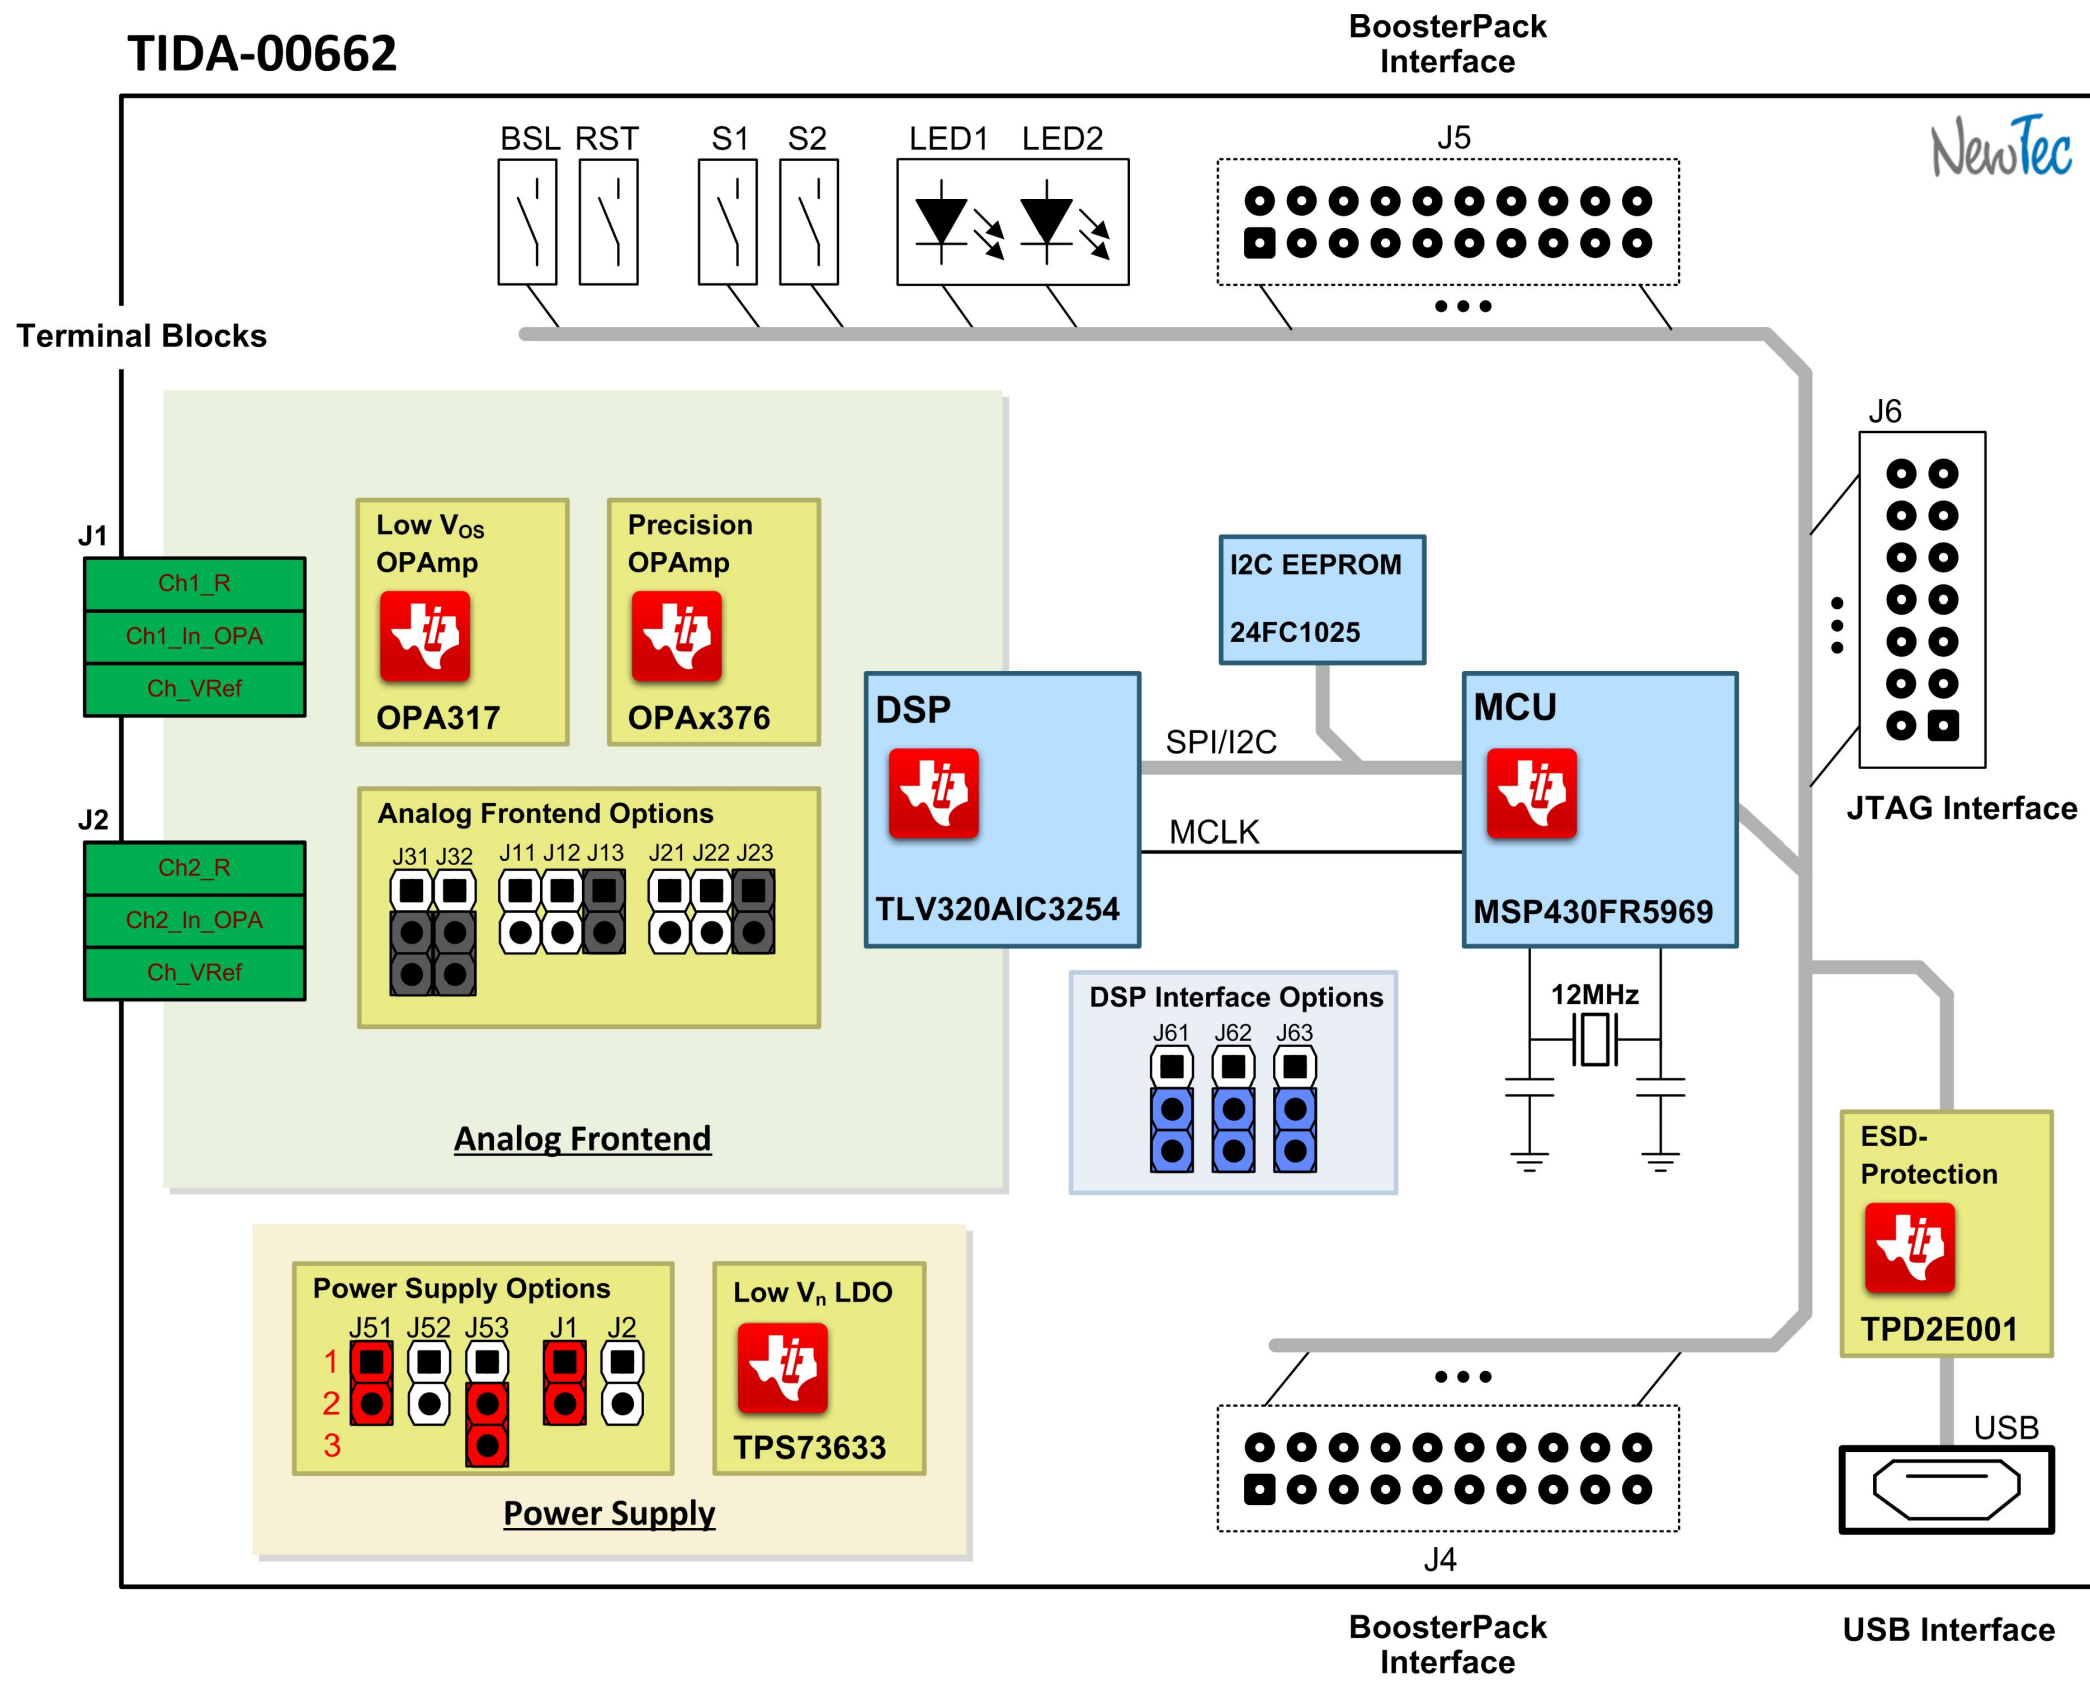 TIDA-00662
BoosterPack
Interface
NewTec
BSL RST S1 S2 LED1 LED2 J5
Terminal Blocks
J6
JTAG Interface
J1
Ch1_R
Ch1_In_OPA
Ch_VRef
J2
Ch2_R
Ch2_In_OPA
Ch_VRef
Low VOS
OPAmp
OPA317
Precision
OPAmp
OPAx376
Analog Frontend Options
J31 J32 J11 J12 J13 J21 J22 J23
Analog Frontend
DSP
TLV320AIC3254
I2C EEPROM
24FC1025
SPI/I2C
MCLK
MCU
MSP430FR5969
12MHz
DSP Interface Options
J61 J62 J63
ESD-
Protection
TPD2E001
USB
Power Supply Options
J51 J52 J53 J1 J2
1
2
3
Low Vn LDO
TPS73633
Power Supply
J4
BoosterPack
Interface
USB Interface